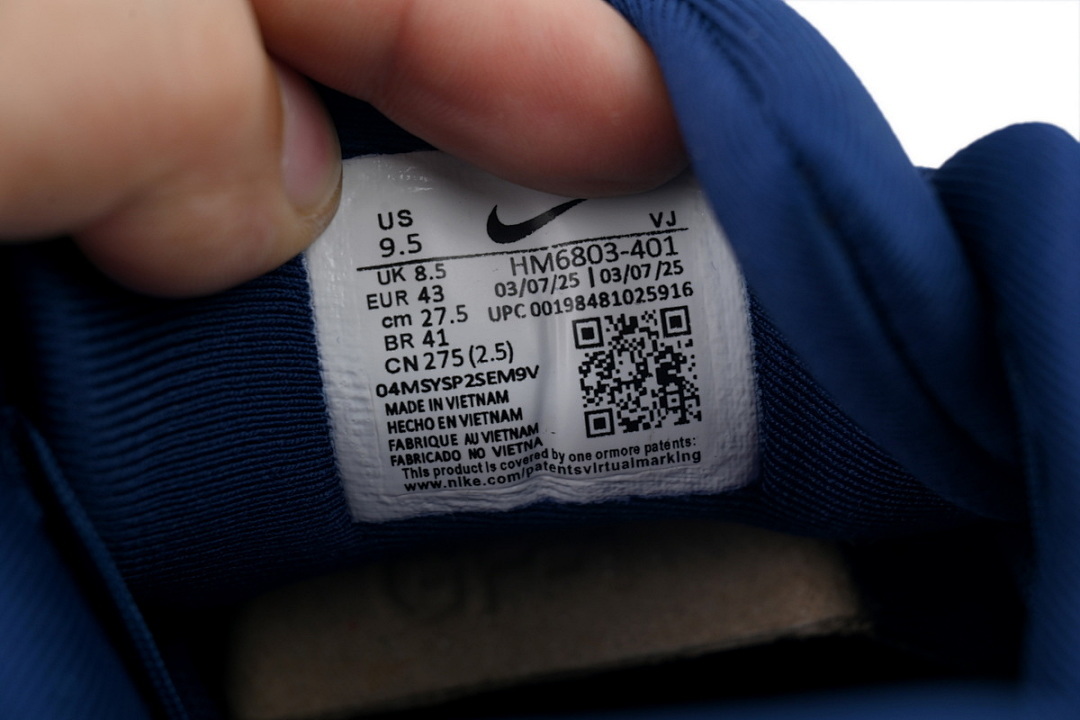 US
9.5
VJ
UK 8.5
EUR 43
cm 27.5
BR 41
CN 275 (2.5)
HM6803-401
03/07/25 | 03/07/25
UPC 00198481025916
04MSYSP2SEM9V
MADE IN VIETNAM
HECHO EN VIETNAM
FABRIQUE AU VIETNAM
FABRICADO NO VIETNA
This product is covered by one ormore patents:
www.nike.com/patentsvirtualmarking